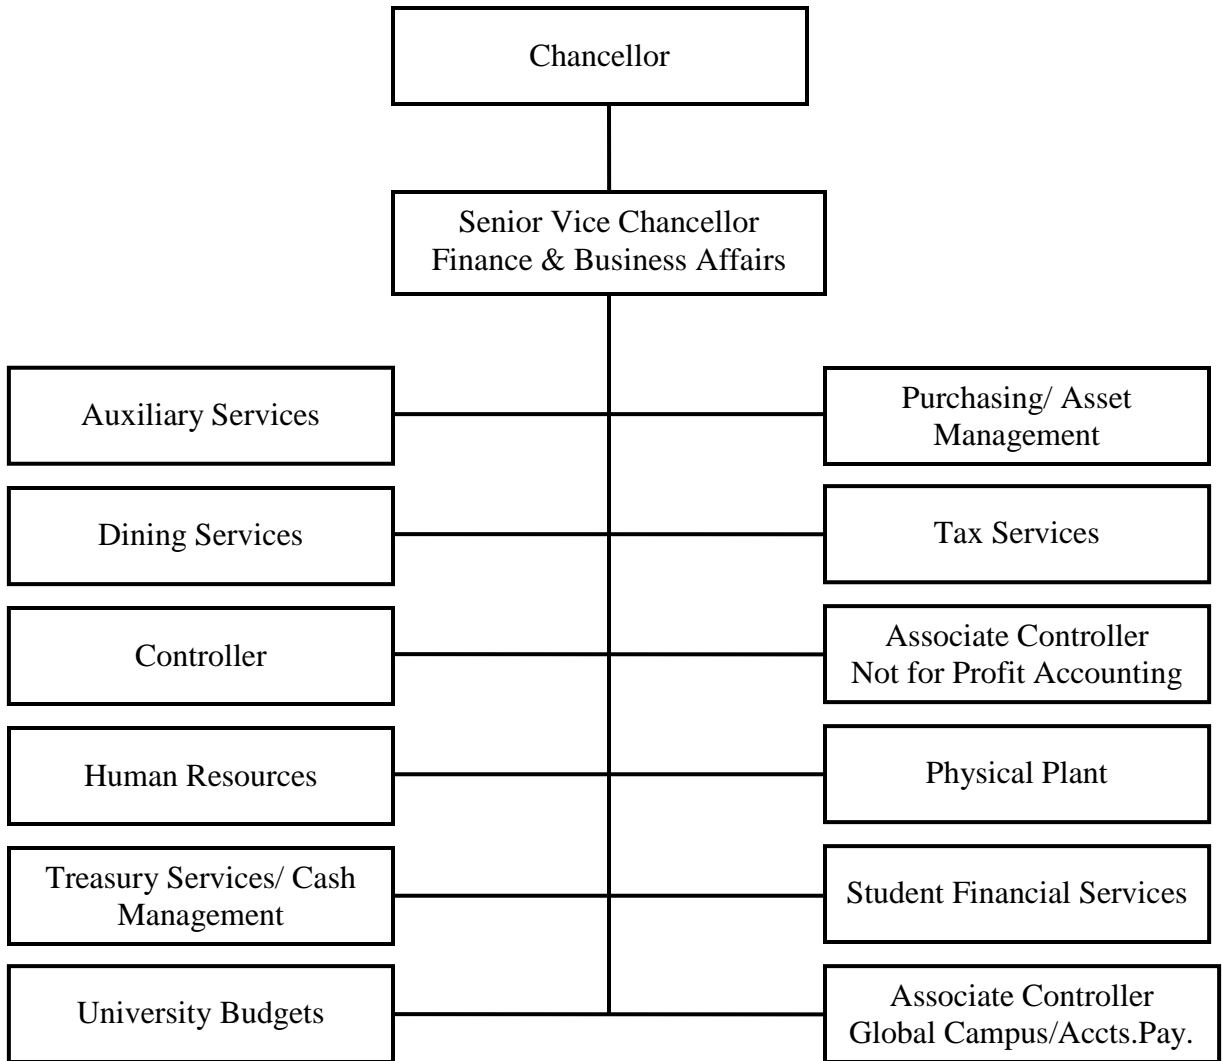 Chancellor
Senior Vice Chancellor
Finance & Business Affairs
Auxiliary Services
Purchasing/ Asset
Management
Dining Services
Tax Services
Controller
Associate Controller
Not for Profit Accounting
Human Resources
Physical Plant
Treasury Services/ Cash
Management
Student Financial Services
University Budgets
Associate Controller
Global Campus/Accts.Pay.